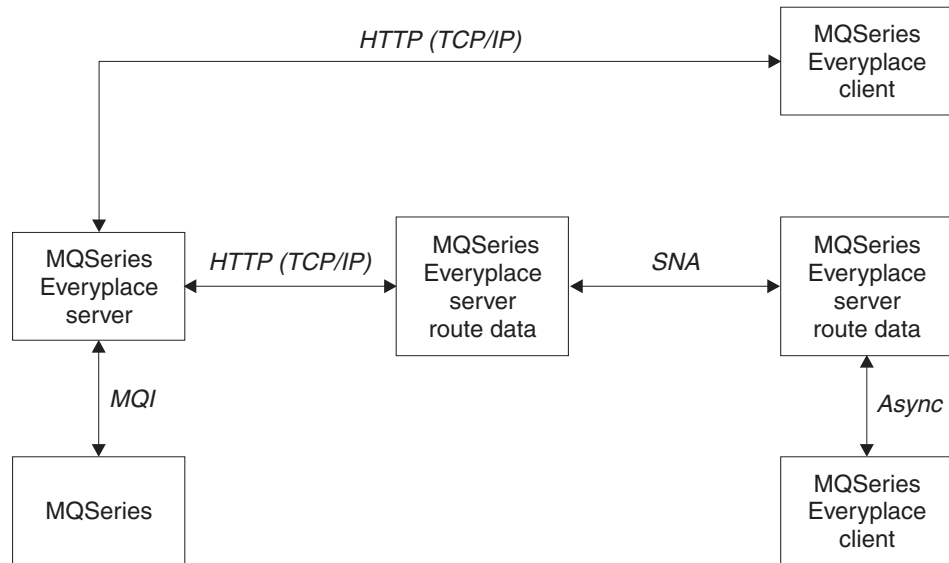 HTTP (TCP/IP)
MQSeries
Everyplace
client
MQSeries
Everyplace
server
HTTP (TCP/IP)
MQSeries
Everyplace
server
route data
SNA
MQSeries
Everyplace
server
route data
MQI
Async
MQSeries
MQSeries
Everyplace
client